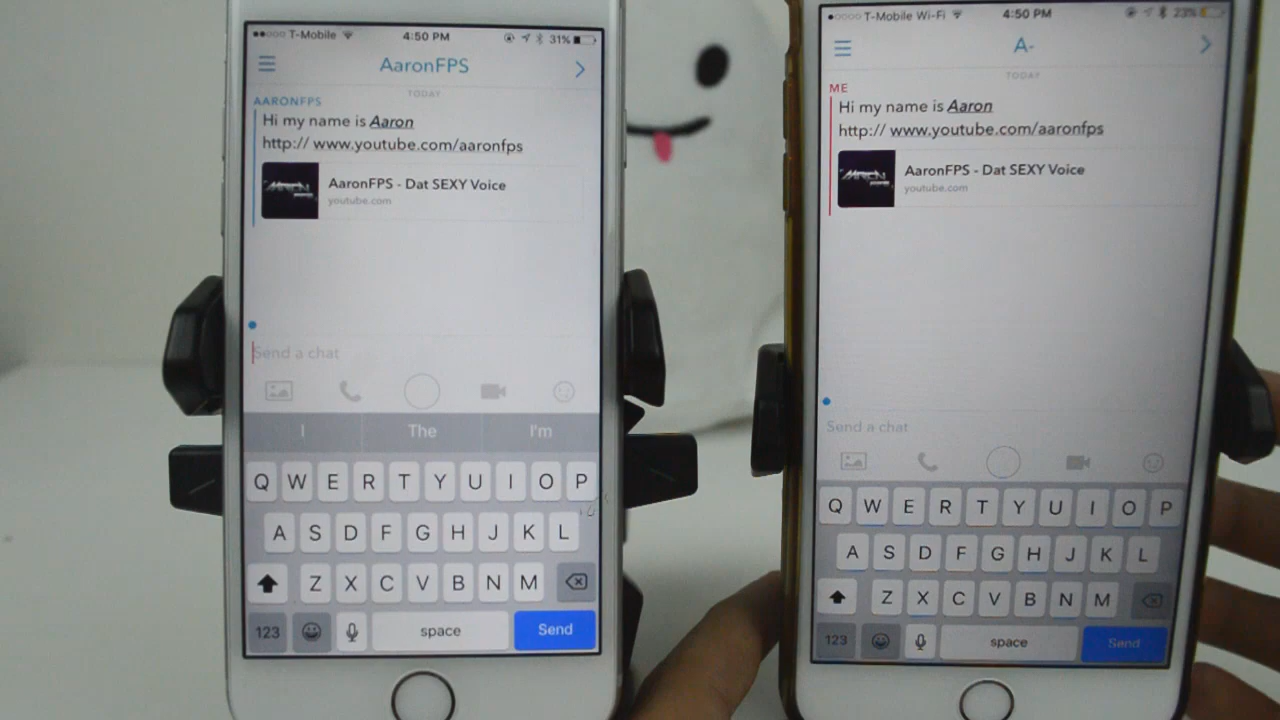 T-Mobile 4:50 PM 31%
AaronFPS
TODAY
AARONFPS
Hi my name is Aaron
http:// www.youtube.com/aaronfps
AaronFPS - Dat SEXY Voice
youtube.com
Send a chat
I The I'm
Q W E R T Y U I O P
A S D F G H J K L
Z X C V B N M
123 space Send
T-Mobile Wi-Fi 4:50 PM 23%
A-
TODAY
ME
Hi my name is Aaron
http:// www.youtube.com/aaronfps
AaronFPS - Dat SEXY Voice
youtube.com
Send a chat
Q W E R T Y U I O P
A S D F G H J K L
Z X C V B N M
123 space Send